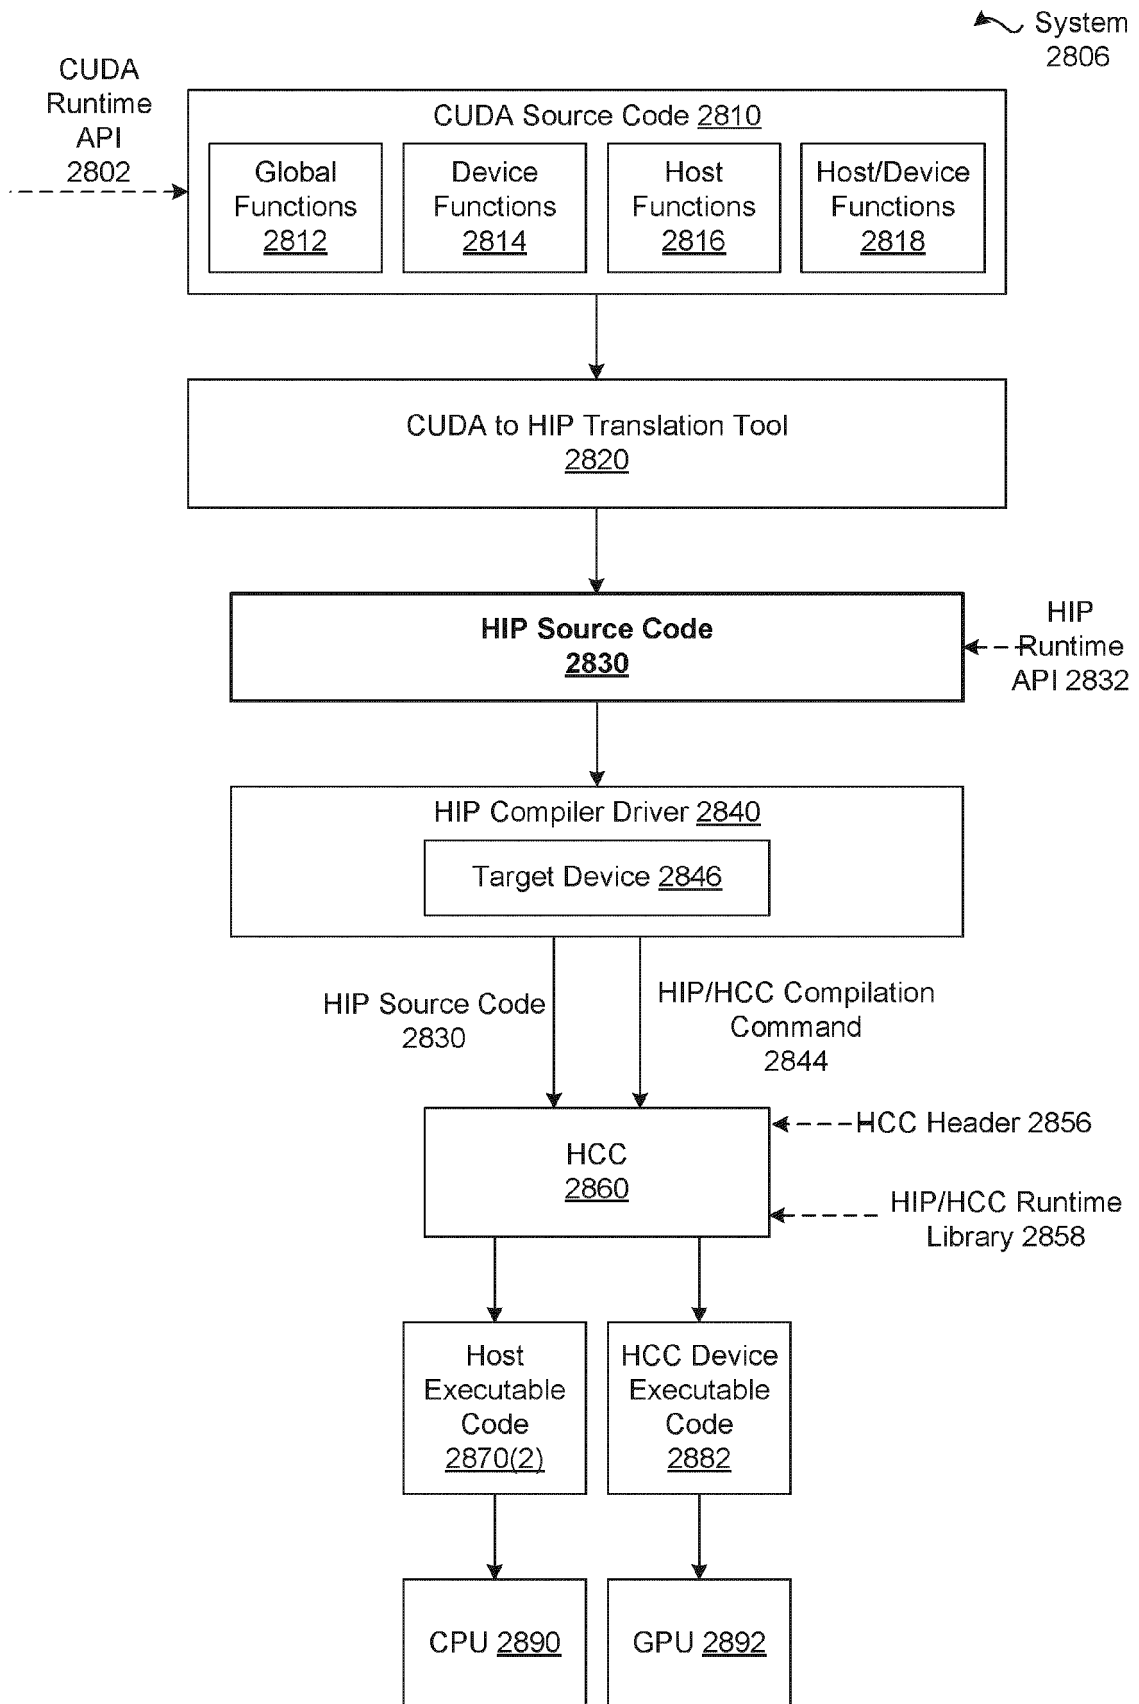 System
2806
CUDA
Runtime
API
2802
CUDA Source Code 2810
Global
Functions
2812
Device
Functions
2814
Host
Functions
2816
Host/Device
Functions
2818
CUDA to HIP Translation Tool
2820
HIP Source Code
2830
HIP
Runtime
API 2832
HIP Compiler Driver 2840
Target Device 2846
HIP Source Code
2830
HIP/HCC Compilation
Command
2844
HCC
2860
HCC Header 2856
HIP/HCC Runtime
Library 2858
Host
Executable
Code
2870(2)
HCC Device
Executable
Code
2882
CPU 2890
GPU 2892